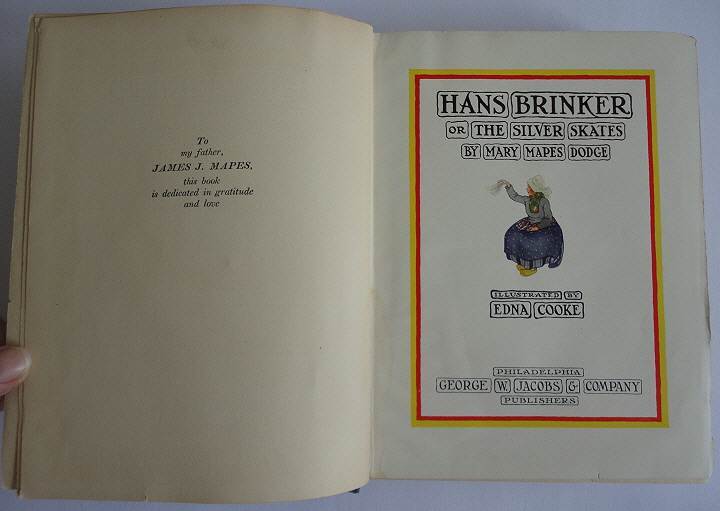 To
my father,
JAMES J. MAPES,
this book
is dedicated in gratitude
and love
HANS BRINKER
OR THE SILVER SKATES
BY MARY MAPES DODGE
ILLUSTRATED BY
EDNA COOKE
PHILADELPHIA
GEORGE W. JACOBS & COMPANY
PUBLISHERS